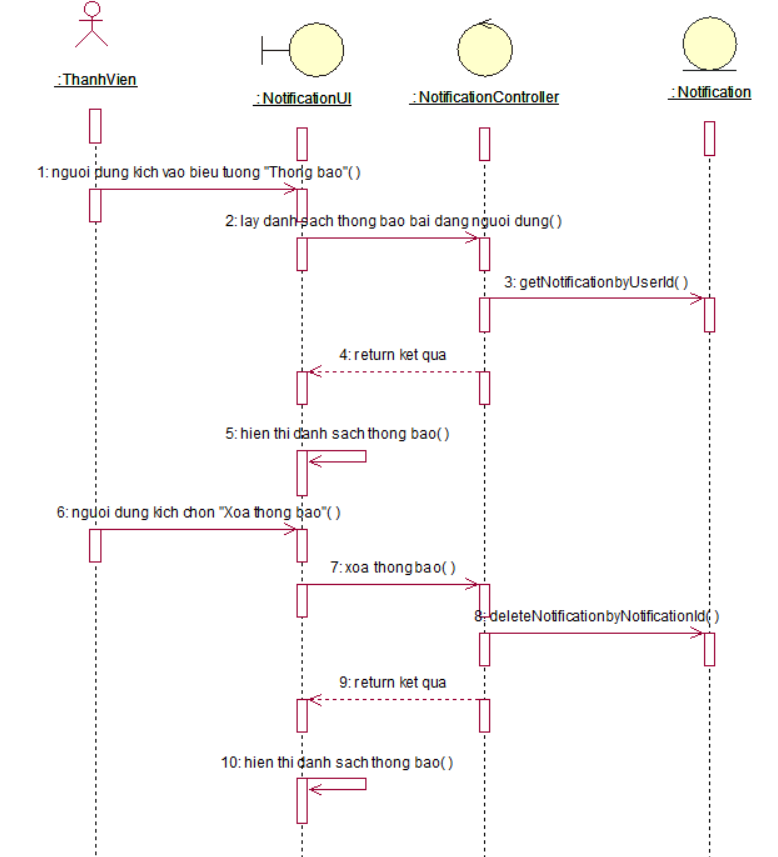 : ThanhVien
: NotificationUI
: NotificationController
: Notification
1: nguoi dung kich vao bieu tuong "Thong bao"( )
2: lay danh sach thong bao bai dang nguoi dung( )
3: getNotificationbyUserId( )
4: return ket qua
5: hien thi danh sach thong bao( )
6: nguoi dung kich chon "Xoa thong bao"( )
7: xoa thong bao( )
8: deleteNotificationbyNotificationId( )
9: return ket qua
10: hien thi danh sach thong bao( )